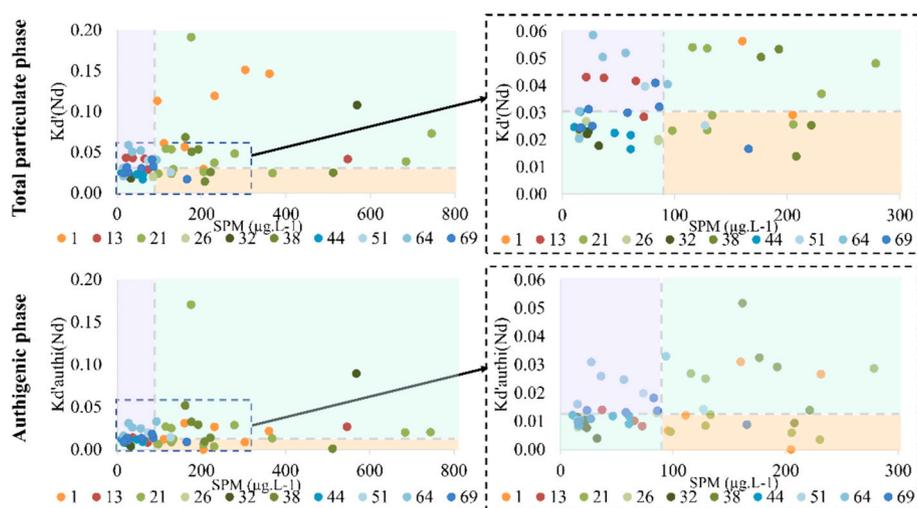 Total particulate phase
Kd'(Nd)
0.20
0.15
0.10
0.05
0.00
0 200 400 600 800
SPM (µg.L-1)
1 13 21 26 32 38 44 51 64 69
Kd'(Nd)
0.06
0.05
0.04
0.03
0.02
0.01
0.00
0 100 200 300
SPM (µg.L-1)
1 13 21 26 32 38 44 51 64 69
Authigenic phase
Kd'authi(Nd)
0.20
0.15
0.10
0.05
0.00
0 200 400 600 800
SPM (µg.L-1)
1 13 21 26 32 38 44 51 64 69
Kd'authi(Nd)
0.06
0.05
0.04
0.03
0.02
0.01
0.00
0 100 200 300
SPM (µg.L-1)
1 13 21 26 32 38 44 51 64 69